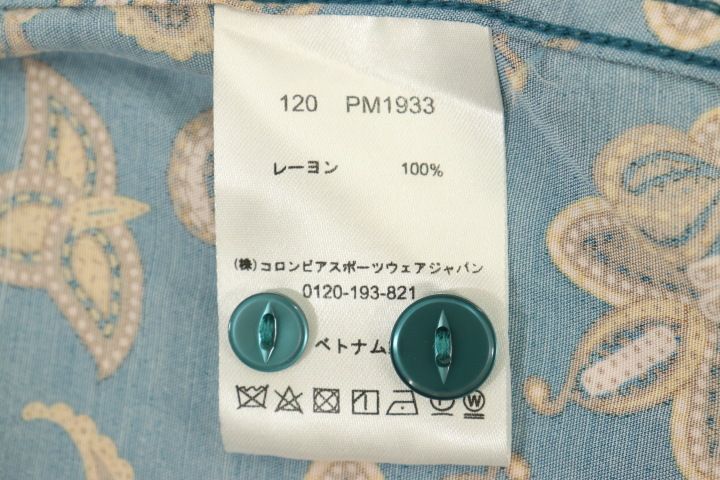 120 PM1933
レーヨン 100%
(株)コロンビアスポーツウェアジャパン
0120-193-821
ベトナム